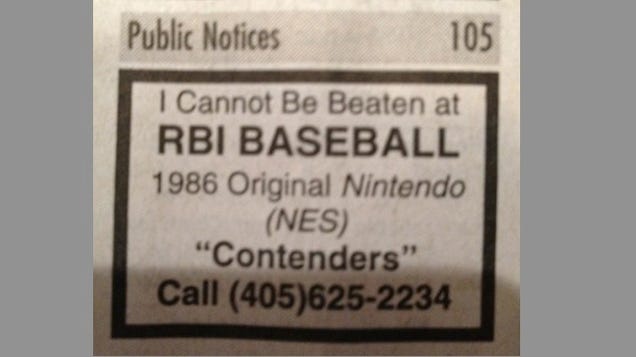 Public Notices 105
I Cannot Be Beaten at
RBI BASEBALL
1986 Original Nintendo
(NES)
“Contenders”
Call (405)625-2234